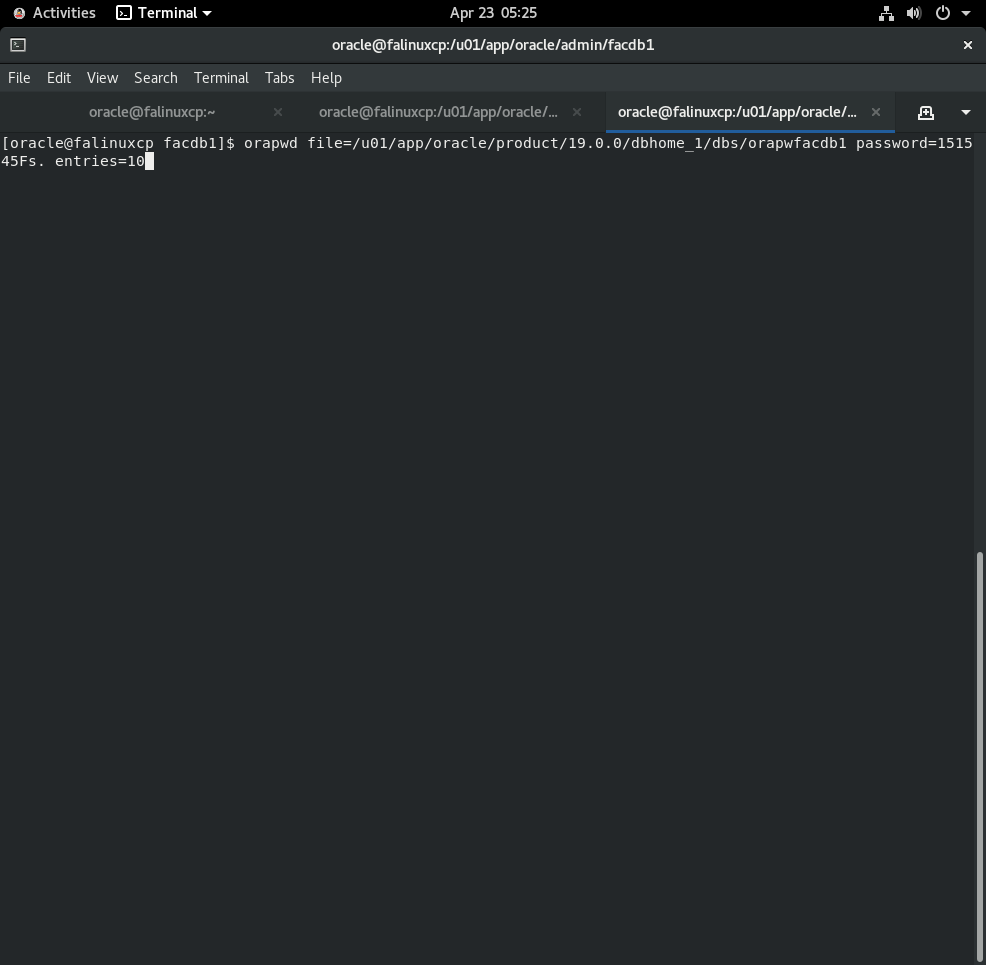 Activities Terminal Apr 23 05:25
oracle@falinuxcp:/u01/app/oracle/admin/facdb1
File Edit View Search Terminal Tabs Help
oracle@falinuxcp:~ oracle@falinuxcp:/u01/app/oracle/... oracle@falinuxcp:/u01/app/oracle/...
[oracle@falinuxcp facdb1]$ orapwd file=/u01/app/oracle/product/19.0.0/dbhome_1/dbs/orapwfacdb1 password=1515
45Fs. entries=10